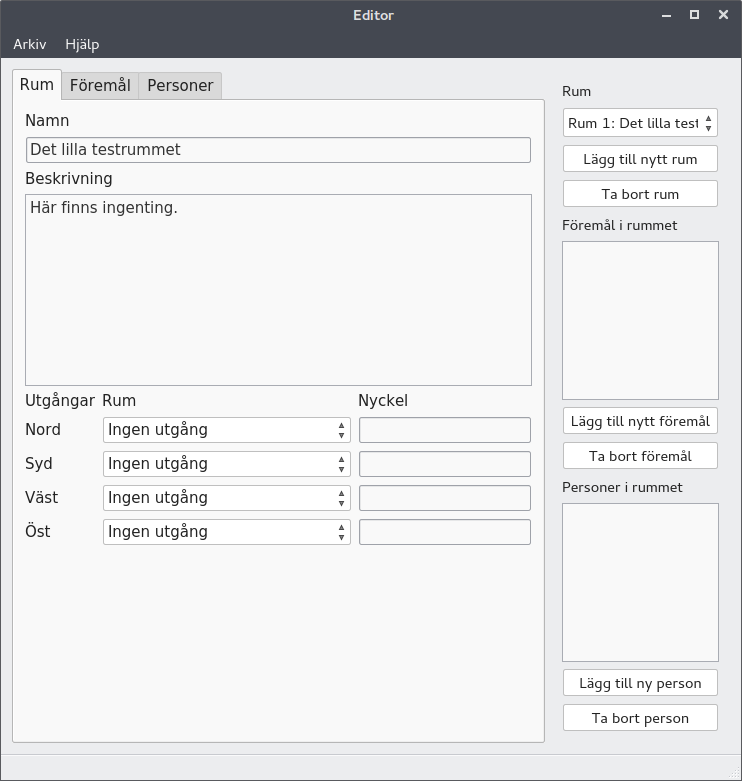 Editor
Arkiv Hjälp
Rum Föremål Personer
Namn
Det lilla testrummet
Beskrivning
Här finns ingenting.
Utgångar Rum Nyckel
Nord Ingen utgång
Syd Ingen utgång
Väst Ingen utgång
Öst Ingen utgång
Rum
Rum 1: Det lilla test
Lägg till nytt rum
Ta bort rum
Föremål i rummet
Lägg till nytt föremål
Ta bort föremål
Personer i rummet
Lägg till ny person
Ta bort person